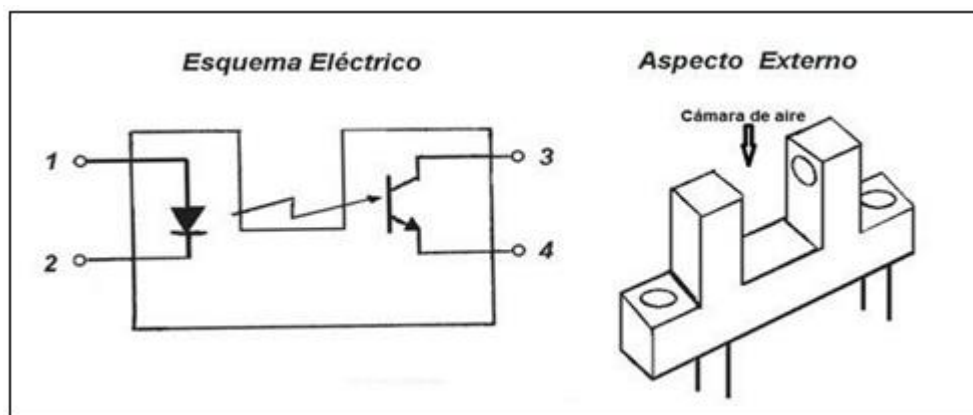 Esquema Eléctrico
Aspecto Externo
Cámara de aire
1
3
2
4